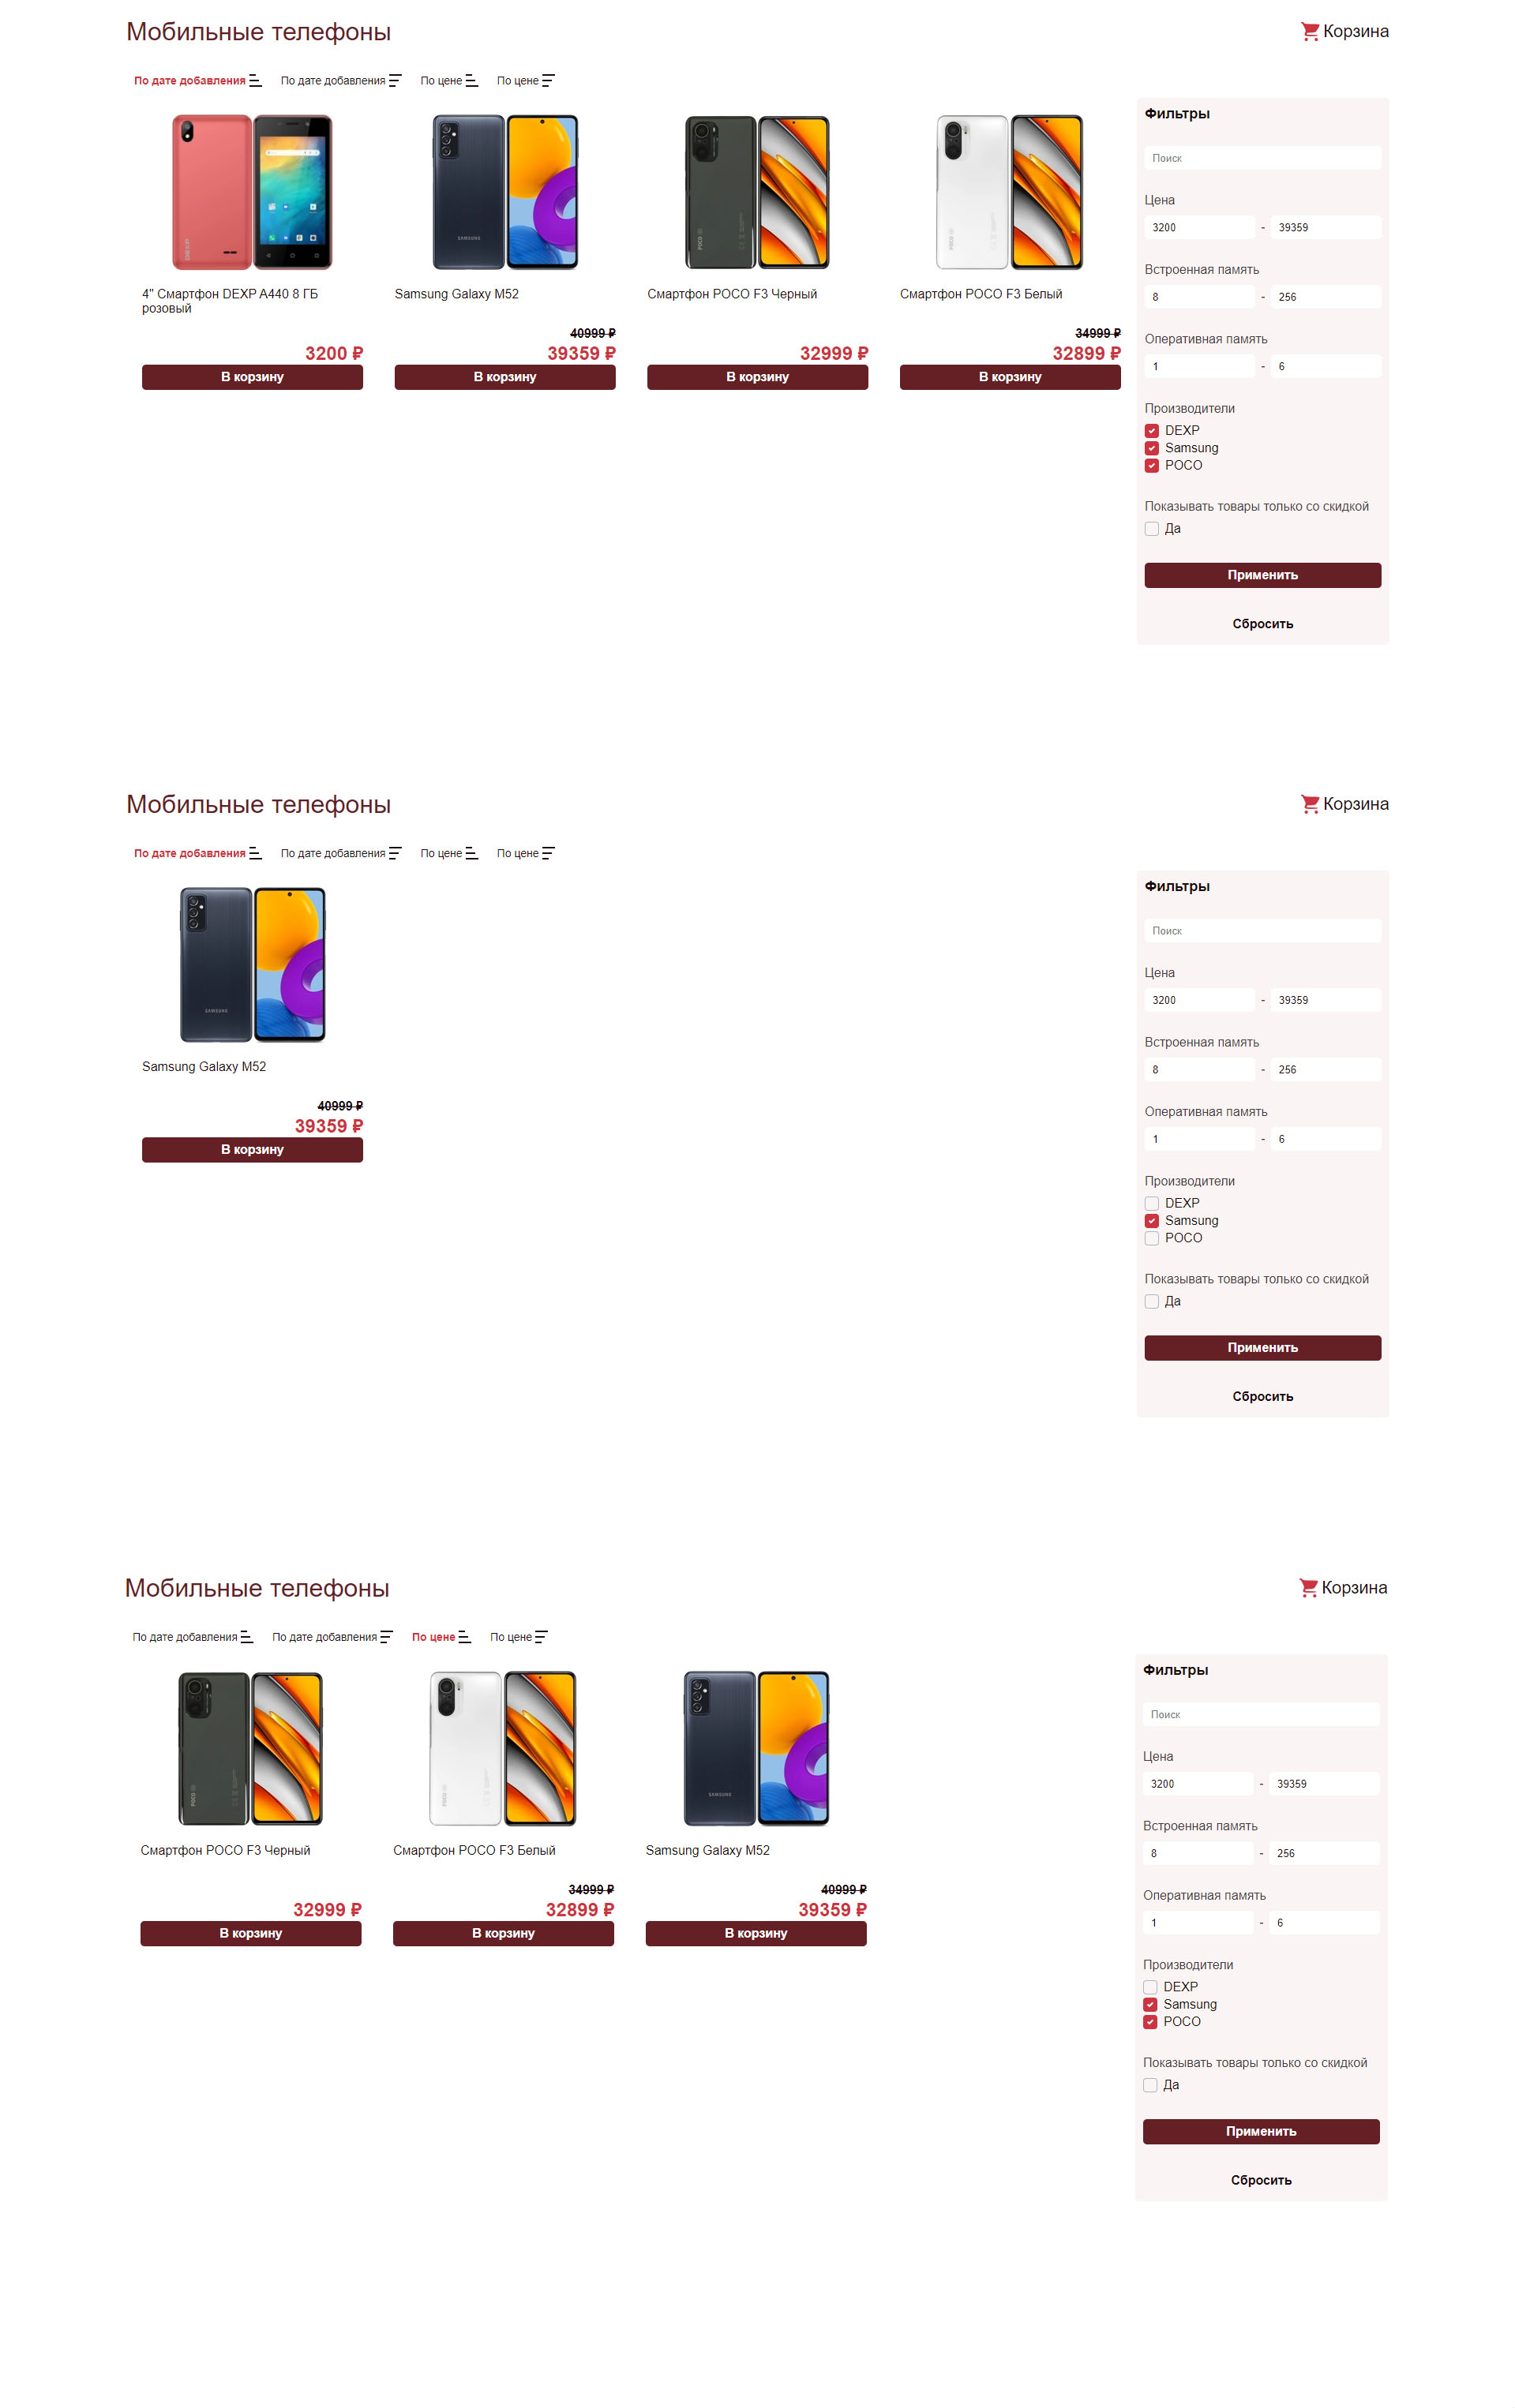 Мобильные телефоны
Корзина
По дате добавления По дате добавления По цене По цене
SAMSUNG
POCO
POCO
4" Смартфон DEXP A440 8 ГБ
розовый
3200 ₽
В корзину
Samsung Galaxy M52
40999 ₽
39359 ₽
В корзину
Смартфон POCO F3 Черный
32999 ₽
В корзину
Смартфон POCO F3 Белый
34999 ₽
32899 ₽
В корзину
Фильтры
Поиск
Цена
3200 - 39359
Встроенная память
8 - 256
Оперативная память
1 - 6
Производители
DEXP
Samsung
POCO
Показывать товары только со скидкой
Да
Применить
Сбросить
Мобильные телефоны
Корзина
По дате добавления По дате добавления По цене По цене
SAMSUNG
Samsung Galaxy M52
40999 ₽
39359 ₽
В корзину
Фильтры
Поиск
Цена
3200 - 39359
Встроенная память
8 - 256
Оперативная память
1 - 6
Производители
DEXP
Samsung
POCO
Показывать товары только со скидкой
Да
Применить
Сбросить
Мобильные телефоны
Корзина
По дате добавления По дате добавления По цене По цене
POCO
POCO
SAMSUNG
Смартфон POCO F3 Черный
32999 ₽
В корзину
Смартфон POCO F3 Белый
34999 ₽
32899 ₽
В корзину
Samsung Galaxy M52
40999 ₽
39359 ₽
В корзину
Фильтры
Поиск
Цена
3200 - 39359
Встроенная память
8 - 256
Оперативная память
1 - 6
Производители
DEXP
Samsung
POCO
Показывать товары только со скидкой
Да
Применить
Сбросить